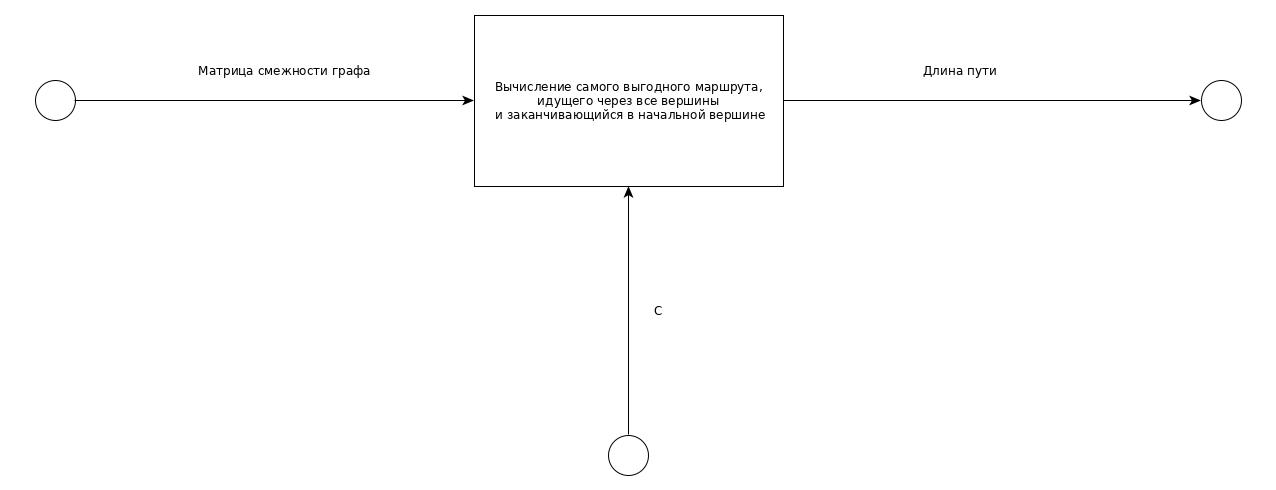 Матрица смежности графа
Длина пути
Вычисление самого выгодного маршрута,
идущего через все вершины
и заканчивающийся в начальной вершине
C